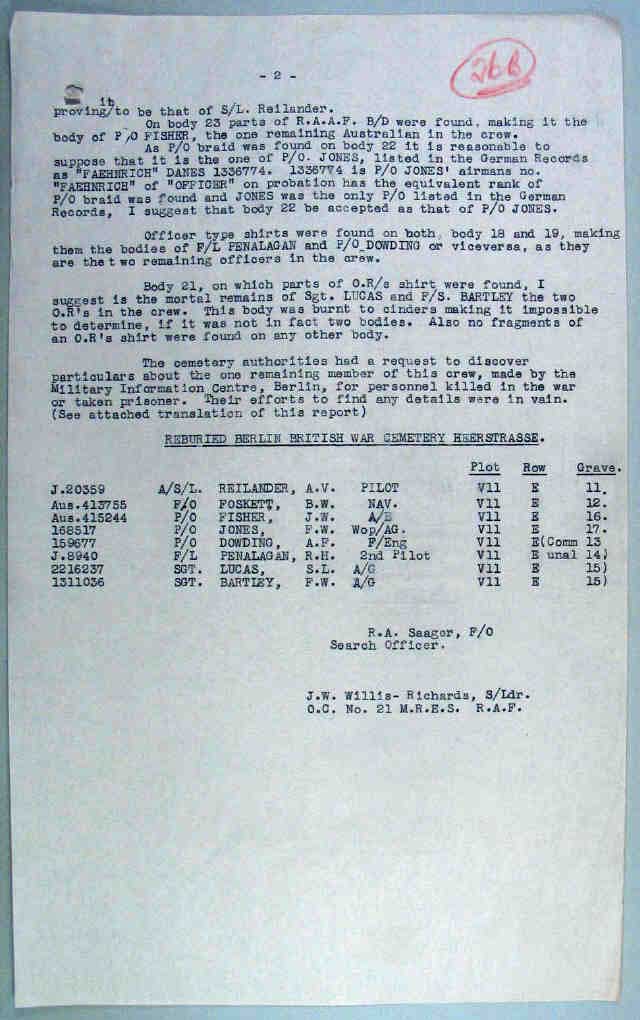 - 2 -
26B
it
proving/to be that of S/L. Reilander.
On body 23 parts of R.A.A.F. B/D were found, making it the
body of P/O FISHER, the one remaining Australian in the crew.
As P/O braid was found on body 22 it is reasonable to
suppose that it is the one of P/O. JONES, listed in the German Records
as "FAEHNRICH" DANES 1336774. 1336774 is P/O JONES' airmans no.
"FAEHNRICH" of "OFFICER" on probation has the equivalent rank of
P/O braid was found and JONES was the only P/O listed in the German
Records, I suggest that body 22 be accepted as that of P/O JONES.
Officer type shirts were found on both, body 18 and 19, making
them the bodies of F/L PENALAGAN and P/O DOWDING or viceversa, as they
are the two remaining officers in the crew.
Body 21, on which parts of O.R/s shirt were found, I
suggest is the mortal remains of Sgt. LUCAS and F/S. BARTLEY the two
O.R's in the crew. This body was burnt to cinders making it impossible
to determine, if it was not in fact two bodies. Also no fragments of
an O.R's shirt were found on any other body.
The cemetery authorities had a request to discover
particulars about the one remaining member of this crew, made by the
Military Information Centre, Berlin, for personnel killed in the war
or taken prisoner. Their efforts to find any details were in vain.
(See attached translation of this report)
REBURIED BERLIN BRITISH WAR CEMETERY HEERSTRASSE.
Plot Row Grave.
J.20359 A/S/L. REILANDER, A.V. PILOT V11 E 11.
Aus.413755 F/O FOSKETT, B.W. NAV. V11 E 12.
Aus.415244 P/O FISHER, J.W. A/B V11 E 16.
168517 P/O JONES, F.W. Wop/AG. V11 E 17.
159677 P/O DOWDING, A.F. F/Eng V11 E(Comm 13
J.8940 F/L PENALAGAN, R.H. 2nd Pilot V11 E unal 14)
2216237 SGT. LUCAS, S.L. A/G V11 E 15)
1311036 SGT. BARTLEY, F.W. A/G V11 E 15)
R.A. Saagor, F/O
Search Officer.
J.W. Willis- Richards, S/Ldr.
O.C. No. 21 M.R.E.S. R.A.F.